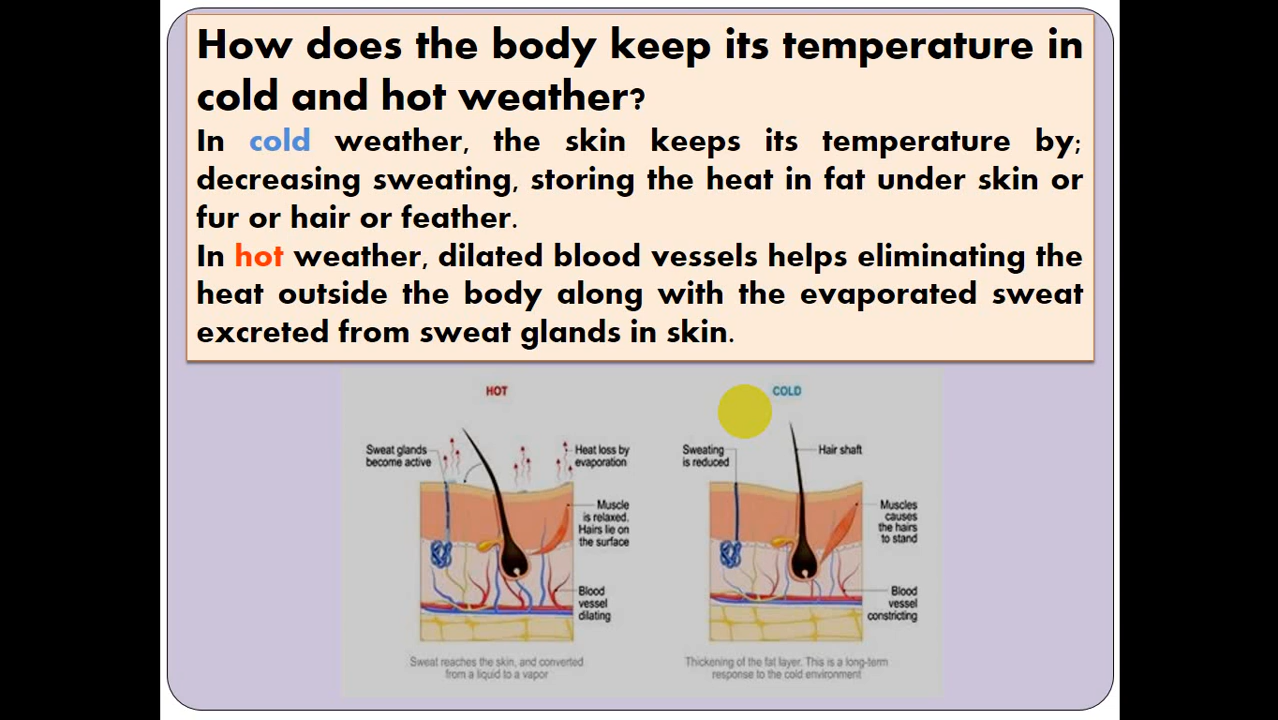 How does the body keep its temperature in
cold and hot weather?
In cold weather, the skin keeps its temperature by;
decreasing sweating, storing the heat in fat under skin or
fur or hair or feather.
In hot weather, dilated blood vessels helps eliminating the
heat outside the body along with the evaporated sweat
excreted from sweat glands in skin.
HOT
Sweat glands
become active
Heat loss by
evaporation
Muscle
is relaxed.
Hairs lie on
the surface
Blood
vessel
dilating
Sweat reaches the skin, and converted
from a liquid to a vapor
COLD
Sweating
is reduced
Hair shaft
Muscles
causes
the hairs
to stand
Blood
vessel
constricting
Thickening of the fat layer. This is a long-term
response to the cold environment